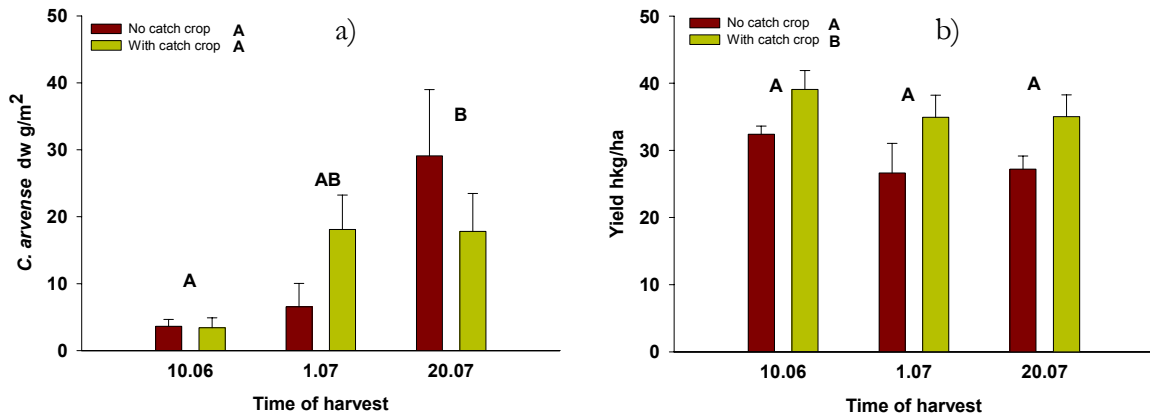 50
40
30
20
10
0
C. arvense dw g/m2
No catch crop A
With catch crop A
a)
A
AB
B
10.06 1.07 20.07
Time of harvest
50
40
30
20
10
0
Yield hkg/ha
No catch crop A
With catch crop B
b)
A
A
A
10.06 1.07 20.07
Time of harvest